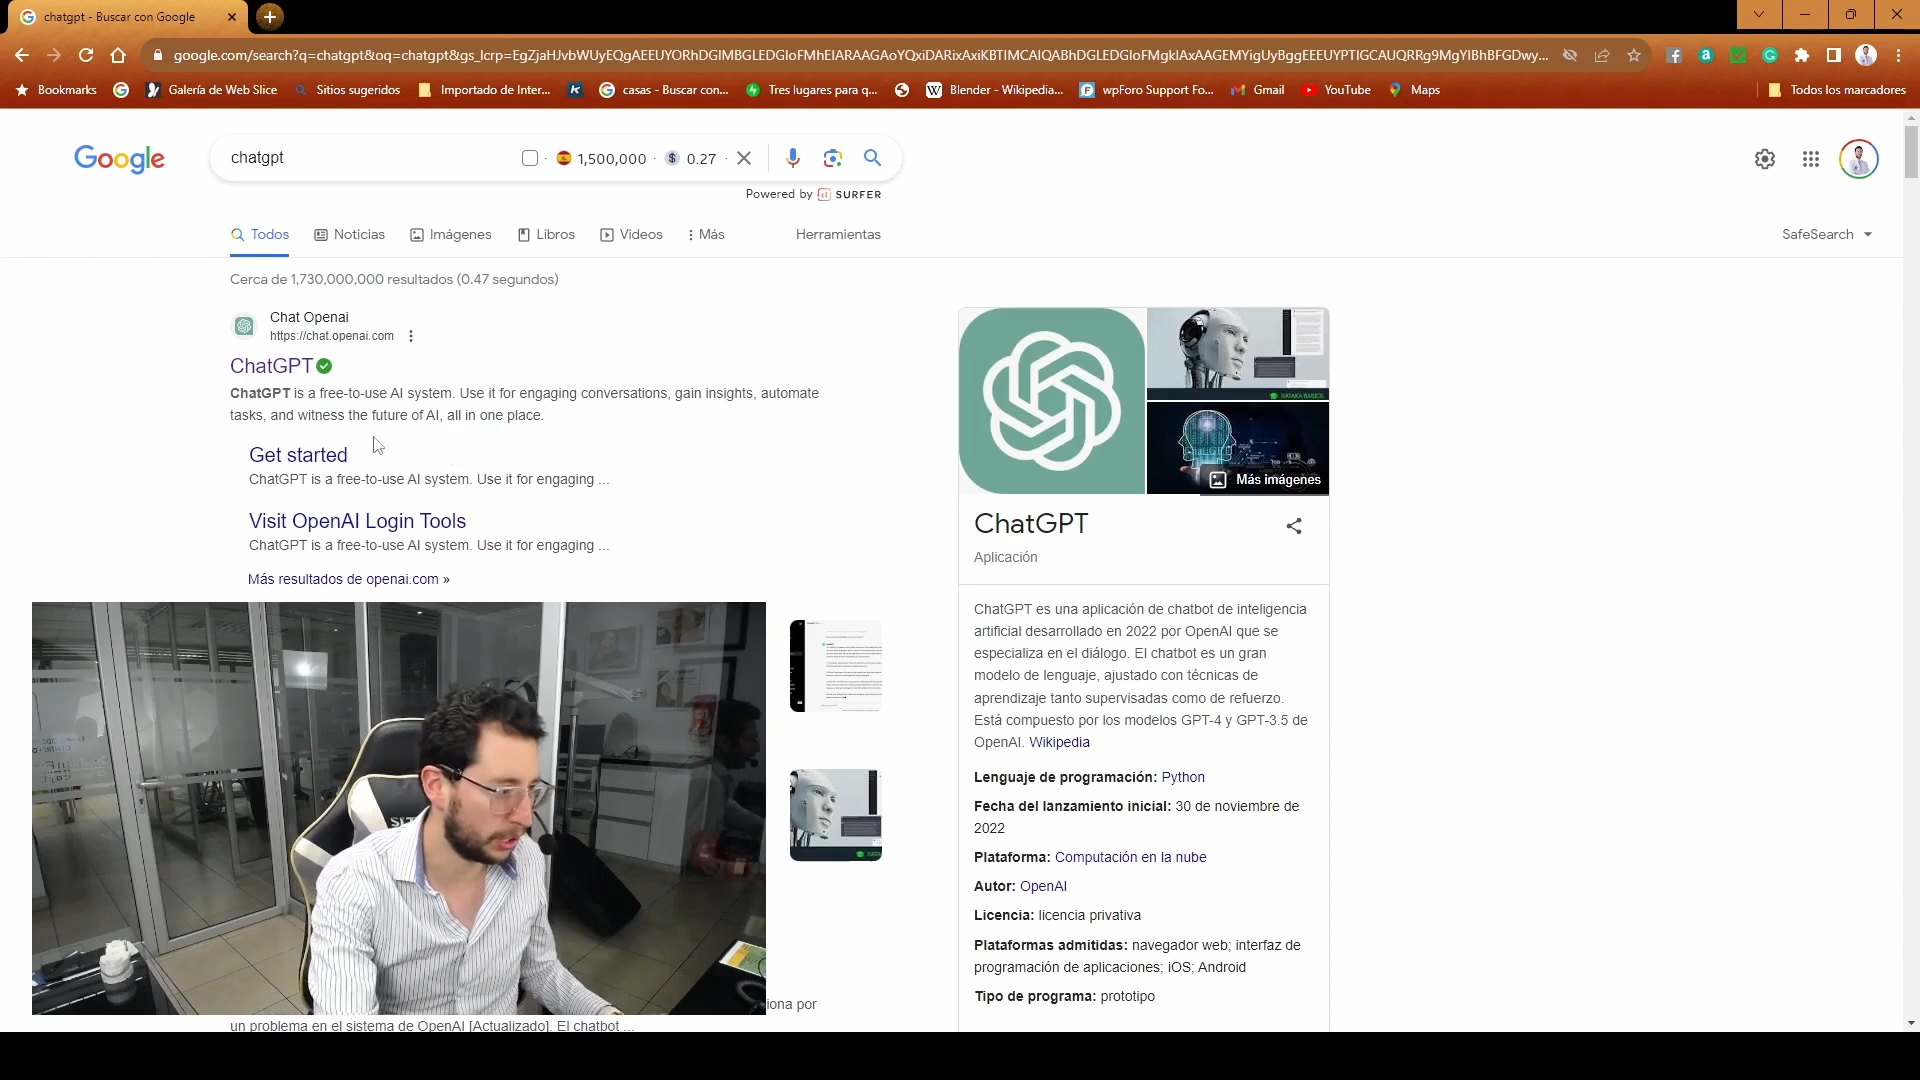 chatgpt - Buscar con Google
google.com/search?q=chatgpt&oq=chatgpt&gs_lcrp=EgZjaHJvbWUyEQgAEEUYORhDGIMBGLEDGIoFMhEIARAAGAoYQxiDARixAxiKBTIMCAIQABhDGLEDGIoFMgkIAxAAGEMYigUyBggEEEUYPTIGCAUQRRg9MgYIBhBFGDwy...
Bookmarks
Galería de Web Slice
Sitios sugeridos
Importado de Inter...
casas - Buscar con...
Tres lugares para q...
Blender - Wikipedia...
wpForo Support Fo...
Gmail
YouTube
Maps
Todos los marcadores
Google
chatgpt
1,500,000 · $ 0.27
Powered by SURFER
Todos
Noticias
Imágenes
Libros
Videos
Más
Herramientas
SafeSearch
Cerca de 1,730,000,000 resultados (0.47 segundos)
Chat Openai
https://chat.openai.com
ChatGPT
ChatGPT is a free-to-use AI system. Use it for engaging conversations, gain insights, automate
tasks, and witness the future of AI, all in one place.
Get started
ChatGPT is a free-to-use AI system. Use it for engaging ...
Visit OpenAI Login Tools
ChatGPT is a free-to-use AI system. Use it for engaging ...
Más resultados de openai.com »
iona por
un problema en el sistema de OpenAI [Actualizado]. El chatbot ...
XATAKA BASICS
Más imágenes
ChatGPT
Aplicación
ChatGPT es una aplicación de chatbot de inteligencia
artificial desarrollado en 2022 por OpenAI que se
especializa en el diálogo. El chatbot es un gran
modelo de lenguaje, ajustado con técnicas de
aprendizaje tanto supervisadas como de refuerzo.
Está compuesto por los modelos GPT-4 y GPT-3.5 de
OpenAI. Wikipedia
Lenguaje de programación: Python
Fecha del lanzamiento inicial: 30 de noviembre de
2022
Plataforma: Computación en la nube
Autor: OpenAI
Licencia: licencia privativa
Plataformas admitidas: navegador web; interfaz de
programación de aplicaciones; iOS; Android
Tipo de programa: prototipo